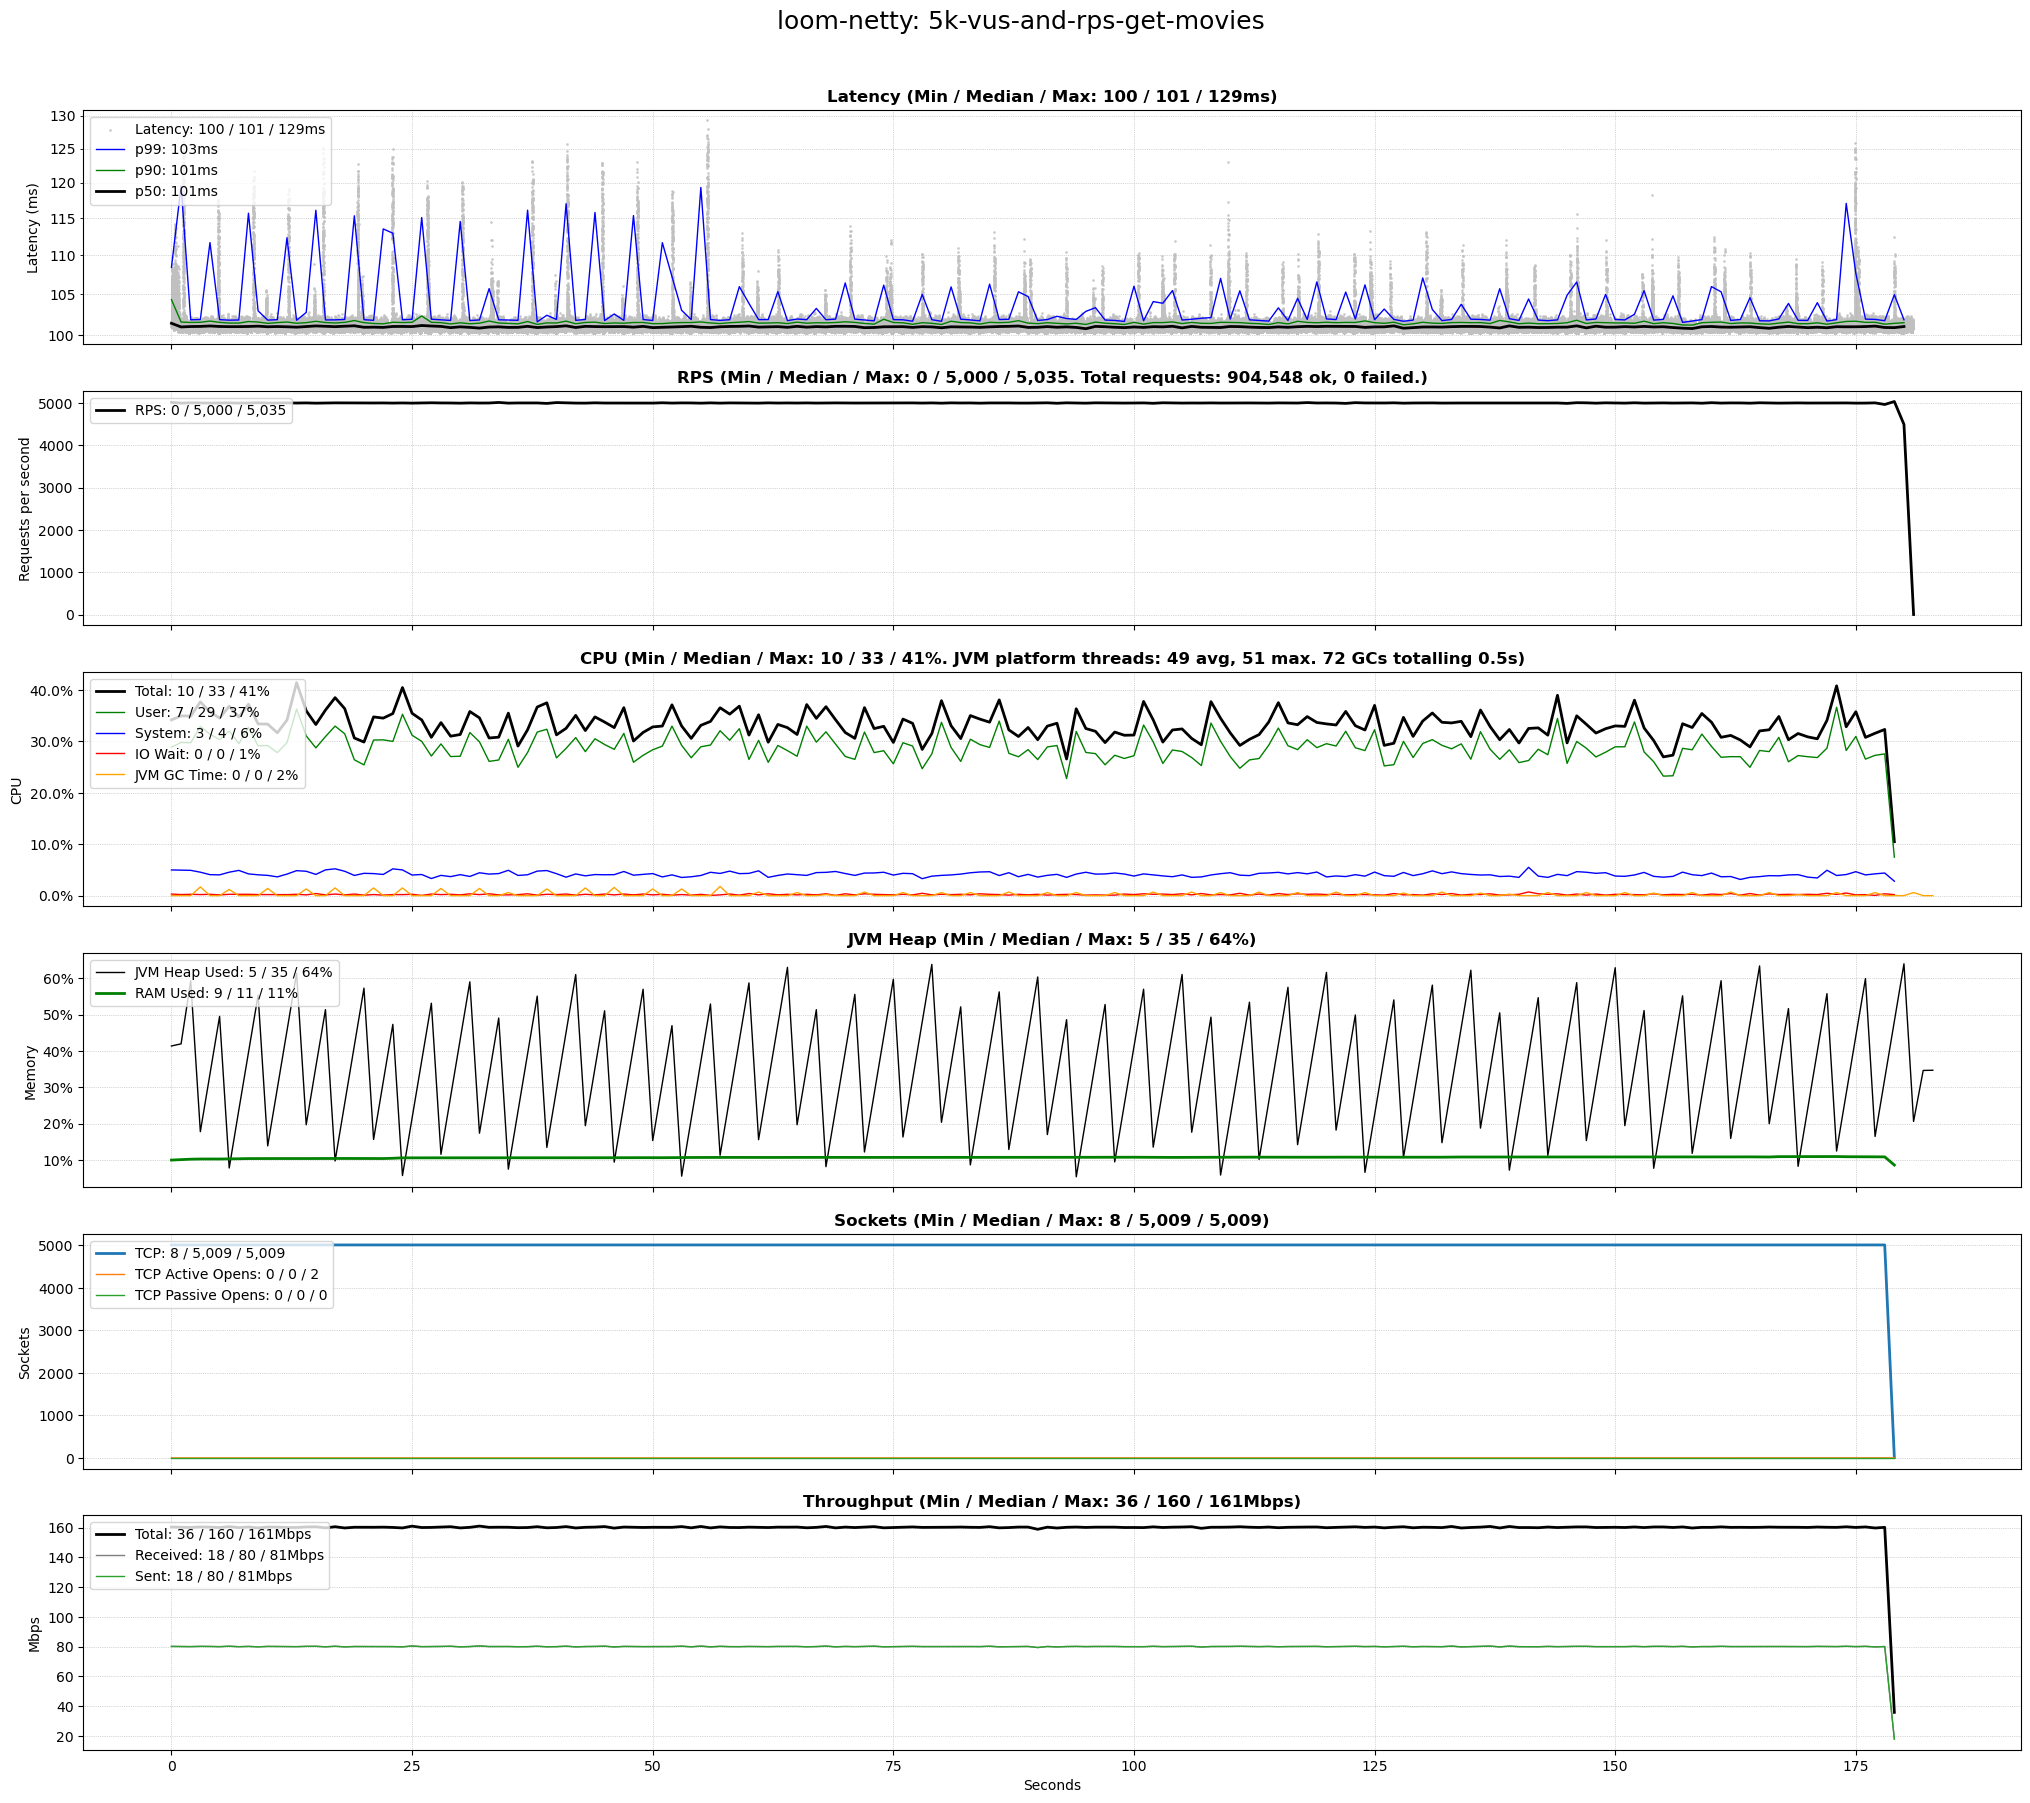 loom-netty: 5k-vus-and-rps-get-movies
Latency (Min / Median / Max: 100 / 101 / 129ms)
130
125
120
115
110
105
100
Latency (ms)
Latency: 100 / 101 / 129ms
p99: 103ms
p90: 101ms
p50: 101ms
RPS (Min / Median / Max: 0 / 5,000 / 5,035. Total requests: 904,548 ok, 0 failed.)
5000
4000
3000
2000
1000
0
Requests per second
RPS: 0 / 5,000 / 5,035
CPU (Min / Median / Max: 10 / 33 / 41%. JVM platform threads: 49 avg, 51 max. 72 GCs totalling 0.5s)
40.0%
30.0%
20.0%
10.0%
0.0%
CPU
Total: 10 / 33 / 41%
User: 7 / 29 / 37%
System: 3 / 4 / 6%
IO Wait: 0 / 0 / 1%
JVM GC Time: 0 / 0 / 2%
JVM Heap (Min / Median / Max: 5 / 35 / 64%)
60%
50%
40%
30%
20%
10%
Memory
JVM Heap Used: 5 / 35 / 64%
RAM Used: 9 / 11 / 11%
Sockets (Min / Median / Max: 8 / 5,009 / 5,009)
5000
4000
3000
2000
1000
0
Sockets
TCP: 8 / 5,009 / 5,009
TCP Active Opens: 0 / 0 / 2
TCP Passive Opens: 0 / 0 / 0
Throughput (Min / Median / Max: 36 / 160 / 161Mbps)
160
140
120
100
80
60
40
20
Mbps
Total: 36 / 160 / 161Mbps
Received: 18 / 80 / 81Mbps
Sent: 18 / 80 / 81Mbps
0 25 50 75 100 125 150 175
Seconds